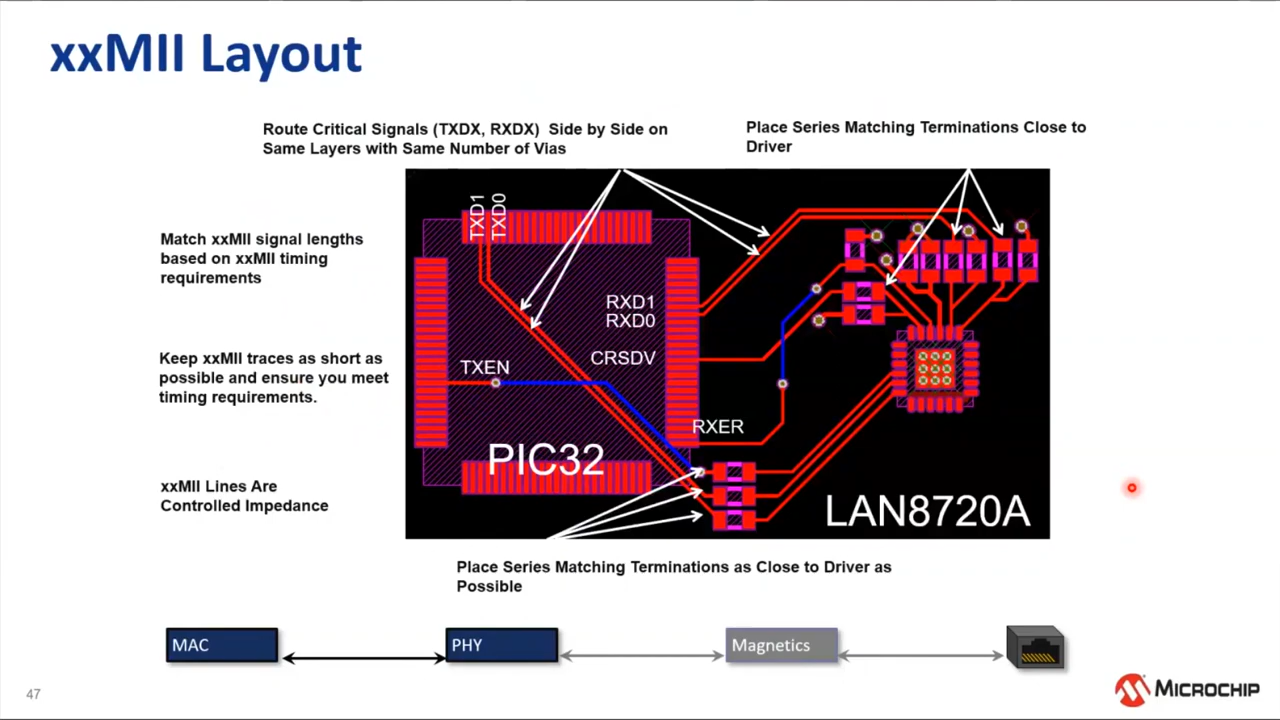 xxMII Layout
Route Critical Signals (TXDX, RXDX) Side by Side on
Same Layers with Same Number of Vias
Place Series Matching Terminations Close to
Driver
Match xxMII signal lengths
based on xxMII timing
requirements
Keep xxMII traces as short as
possible and ensure you meet
timing requirements.
xxMII Lines Are
Controlled Impedance
TXD1
TXD0
RXD1
RXD0
CRSDV
TXEN
RXER
PIC32
LAN8720A
Place Series Matching Terminations as Close to Driver as
Possible
MAC
PHY
Magnetics
47
MICROCHIP